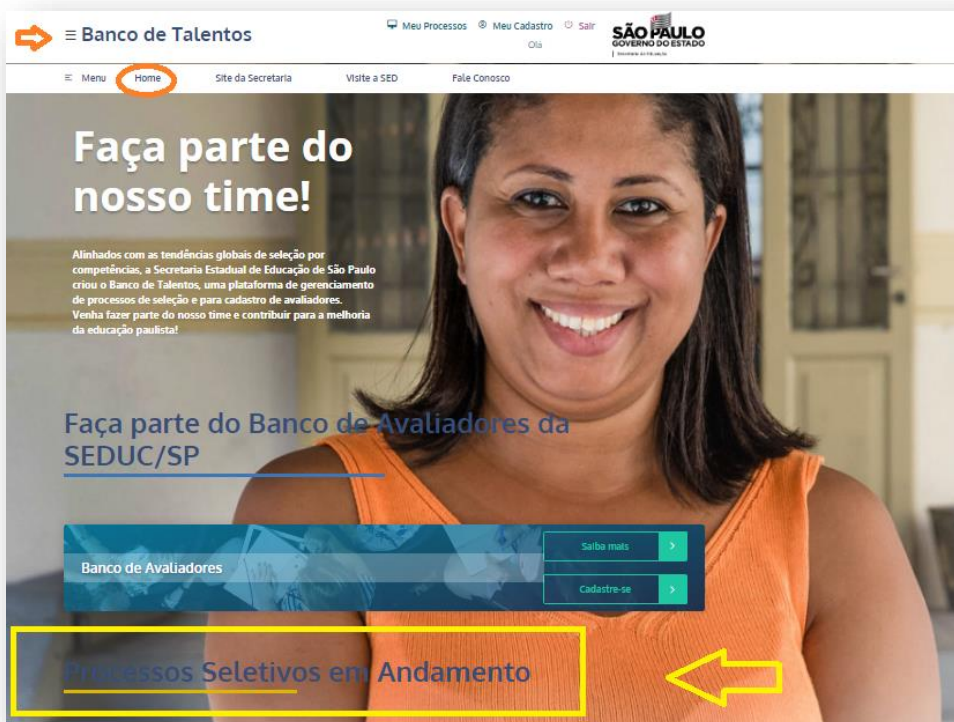 Banco de Talentos
Meu Processos Meu Cadastro Sair
Olá
SÃO PAULO
GOVERNO DO ESTADO
Menu Home Site da Secretaria Visite a SED Fale Conosco
Faça parte do
nosso time!
Alinhados com as tendências globais de seleção por
competências, a Secretaria Estadual de Educação de São Paulo
criou o Banco de Talentos, uma plataforma de gerenciamento
de processos de seleção e para cadastro de avaliadores.
Venha fazer parte do nosso time e contribuir para a melhoria
da educação paulista!
Faça parte do Banco de Avaliadores da
SEDUC/SP
Saiba mais
Banco de Avaliadores
Cadastre-se
Processos Seletivos em Andamento